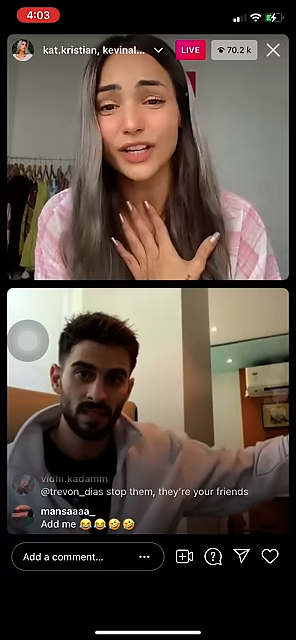 4:03
kat.kristian, kevinal...
LIVE
70.2 k
vidhi.kadamm
@trevon_dias stop them, they're your friends
mansaaaa_
Add me 😂😂🤣🤣
Add a comment...